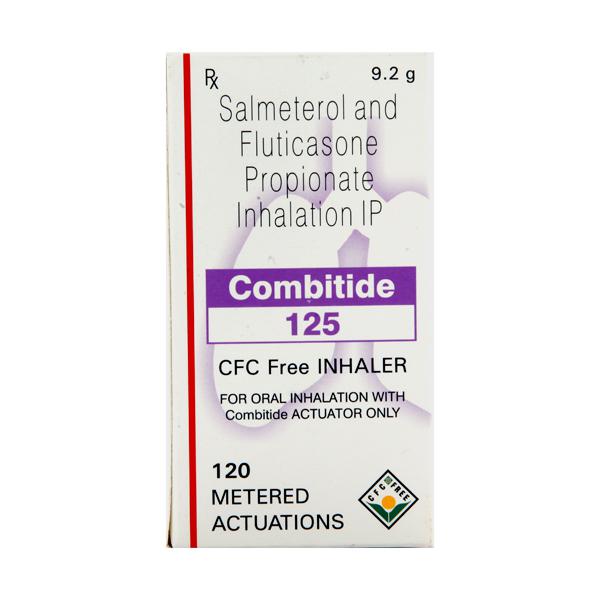 Rx 9.2 g
Salmeterol and
Fluticasone
Propionate
Inhalation IP
Combitide
125
CFC Free INHALER
FOR ORAL INHALATION WITH
Combitide ACTUATOR ONLY
120
METERED
ACTUATIONS
CFC FREE